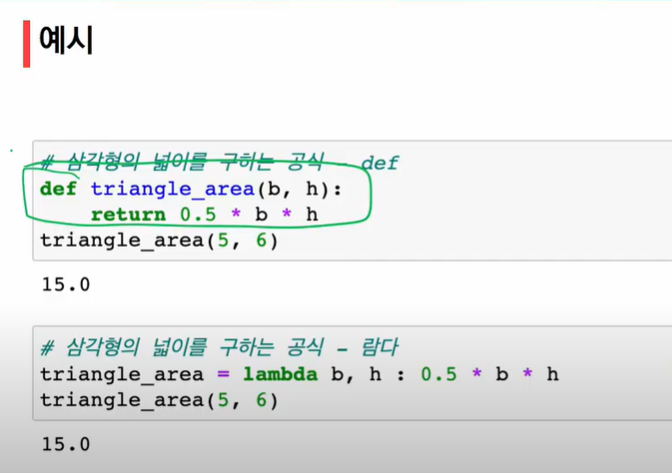 예시
# 삼각형의 넓이를 구하는 공식 - def
def triangle_area(b, h):
    return 0.5 * b * h
triangle_area(5, 6)
15.0
# 삼각형의 넓이를 구하는 공식 - 람다
triangle_area = lambda b, h : 0.5 * b * h
triangle_area(5, 6)
15.0